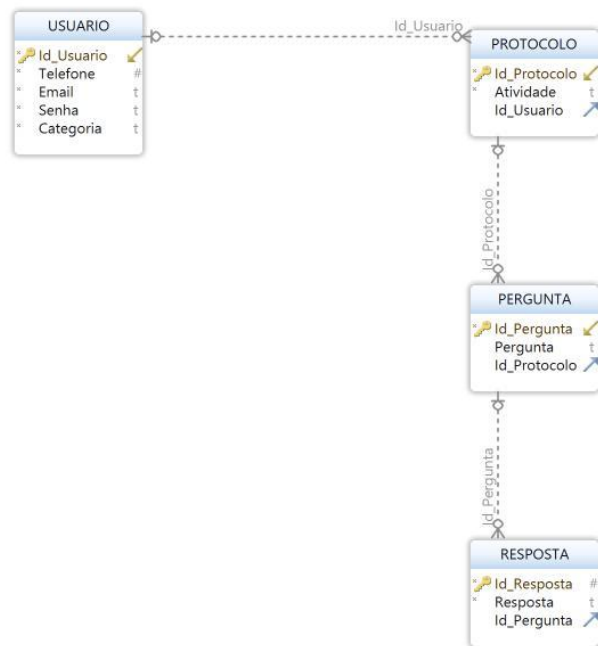 USUARIO
Id_Usuario
Telefone #
Email t
Senha t
Categoria t
Id_Usuario
PROTOCOLO
Id_Protocolo
Atividade t
Id_Usuario
Id_Protocolo
PERGUNTA
Id_Pergunta
Pergunta t
Id_Protocolo
Id_Pergunta
RESPOSTA
Id_Resposta #
Resposta t
Id_Pergunta